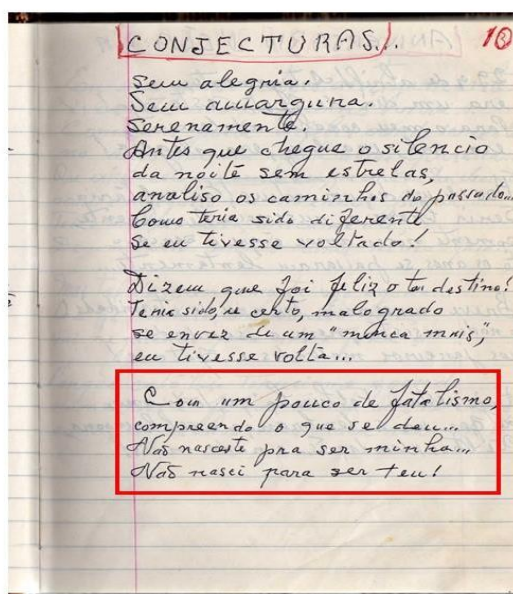 CONJECTURAS...
13
Sem alegria.
Sem amargura.
Serenamente.
Antes que chegue o silencio
da noite sem estrelas,
analiso os caminhos do passado...
Como teria sido diferente
se eu tivesse voltado!
Dizem que foi feliz o teu destino!
Teria sido, de certo, malogrado
se envez de um "nunca mais",
eu tivesse volta...
Com um pouco de fatalismo,
compreendo o que se deu...
Não nasceste pra ser minha...
Não nasci para ser teu!